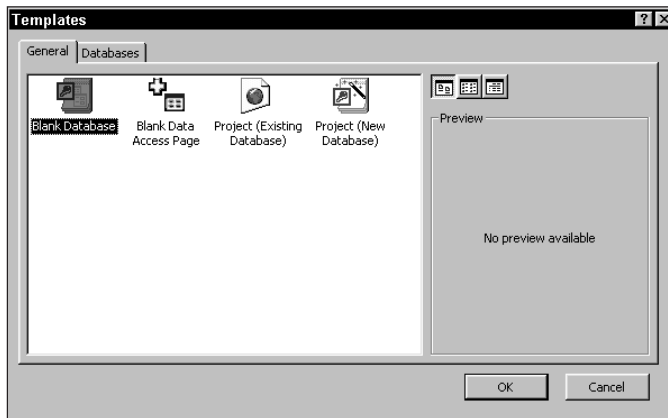 Templates
General
Databases
Blank Database
Blank Data
Access Page
Project (Existing
Database)
Project (New
Database)
Preview
No preview available
OK
Cancel